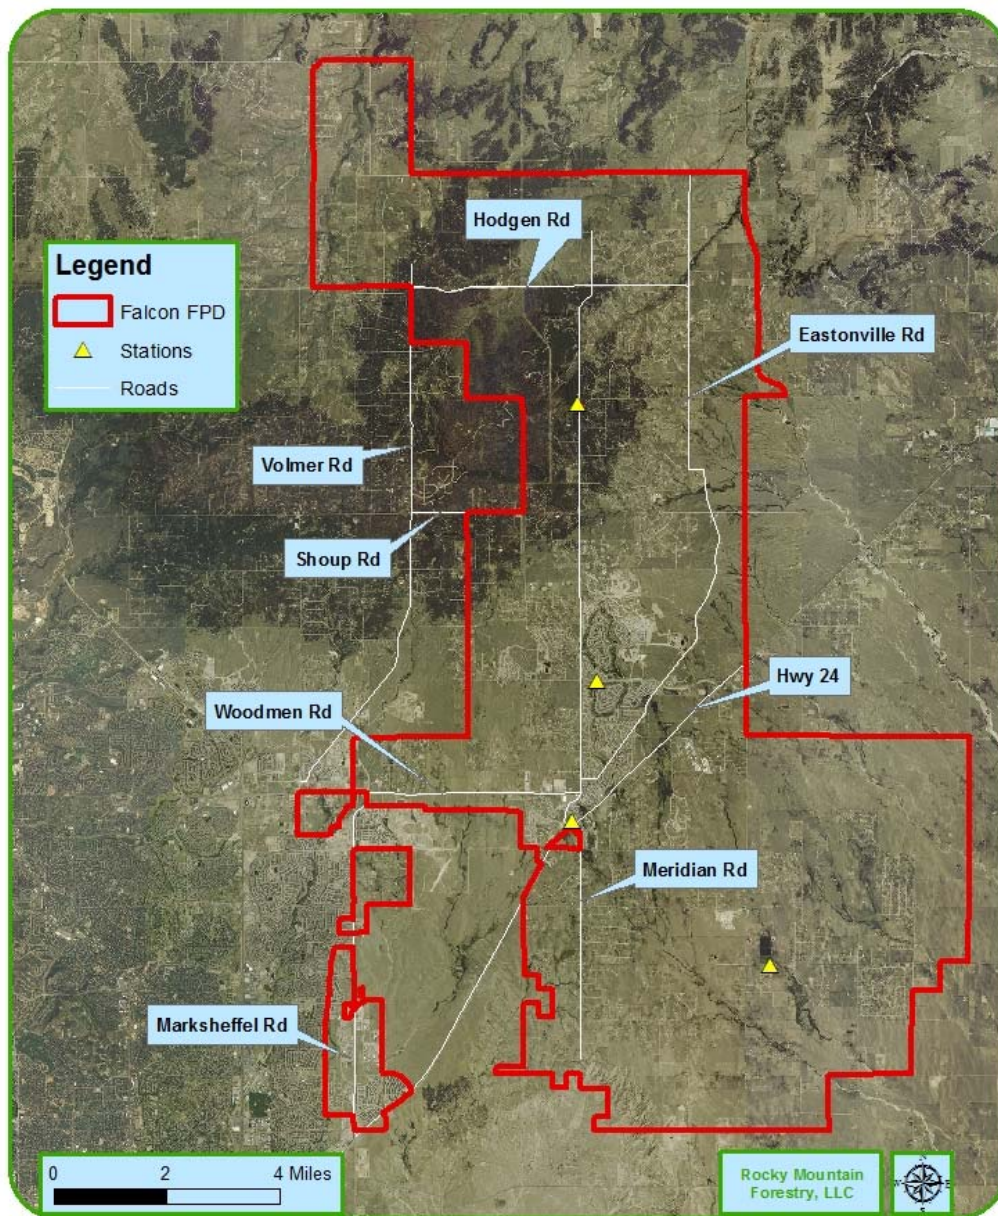 Hodgen Rd
Legend
Falcon FPD
Stations
Roads
Eastonville Rd
Volmer Rd
Shoup Rd
Hwy 24
Woodmen Rd
Meridian Rd
Marksheffel Rd
0 2 4 Miles
Rocky Mountain
Forestry, LLC
N
W E
S